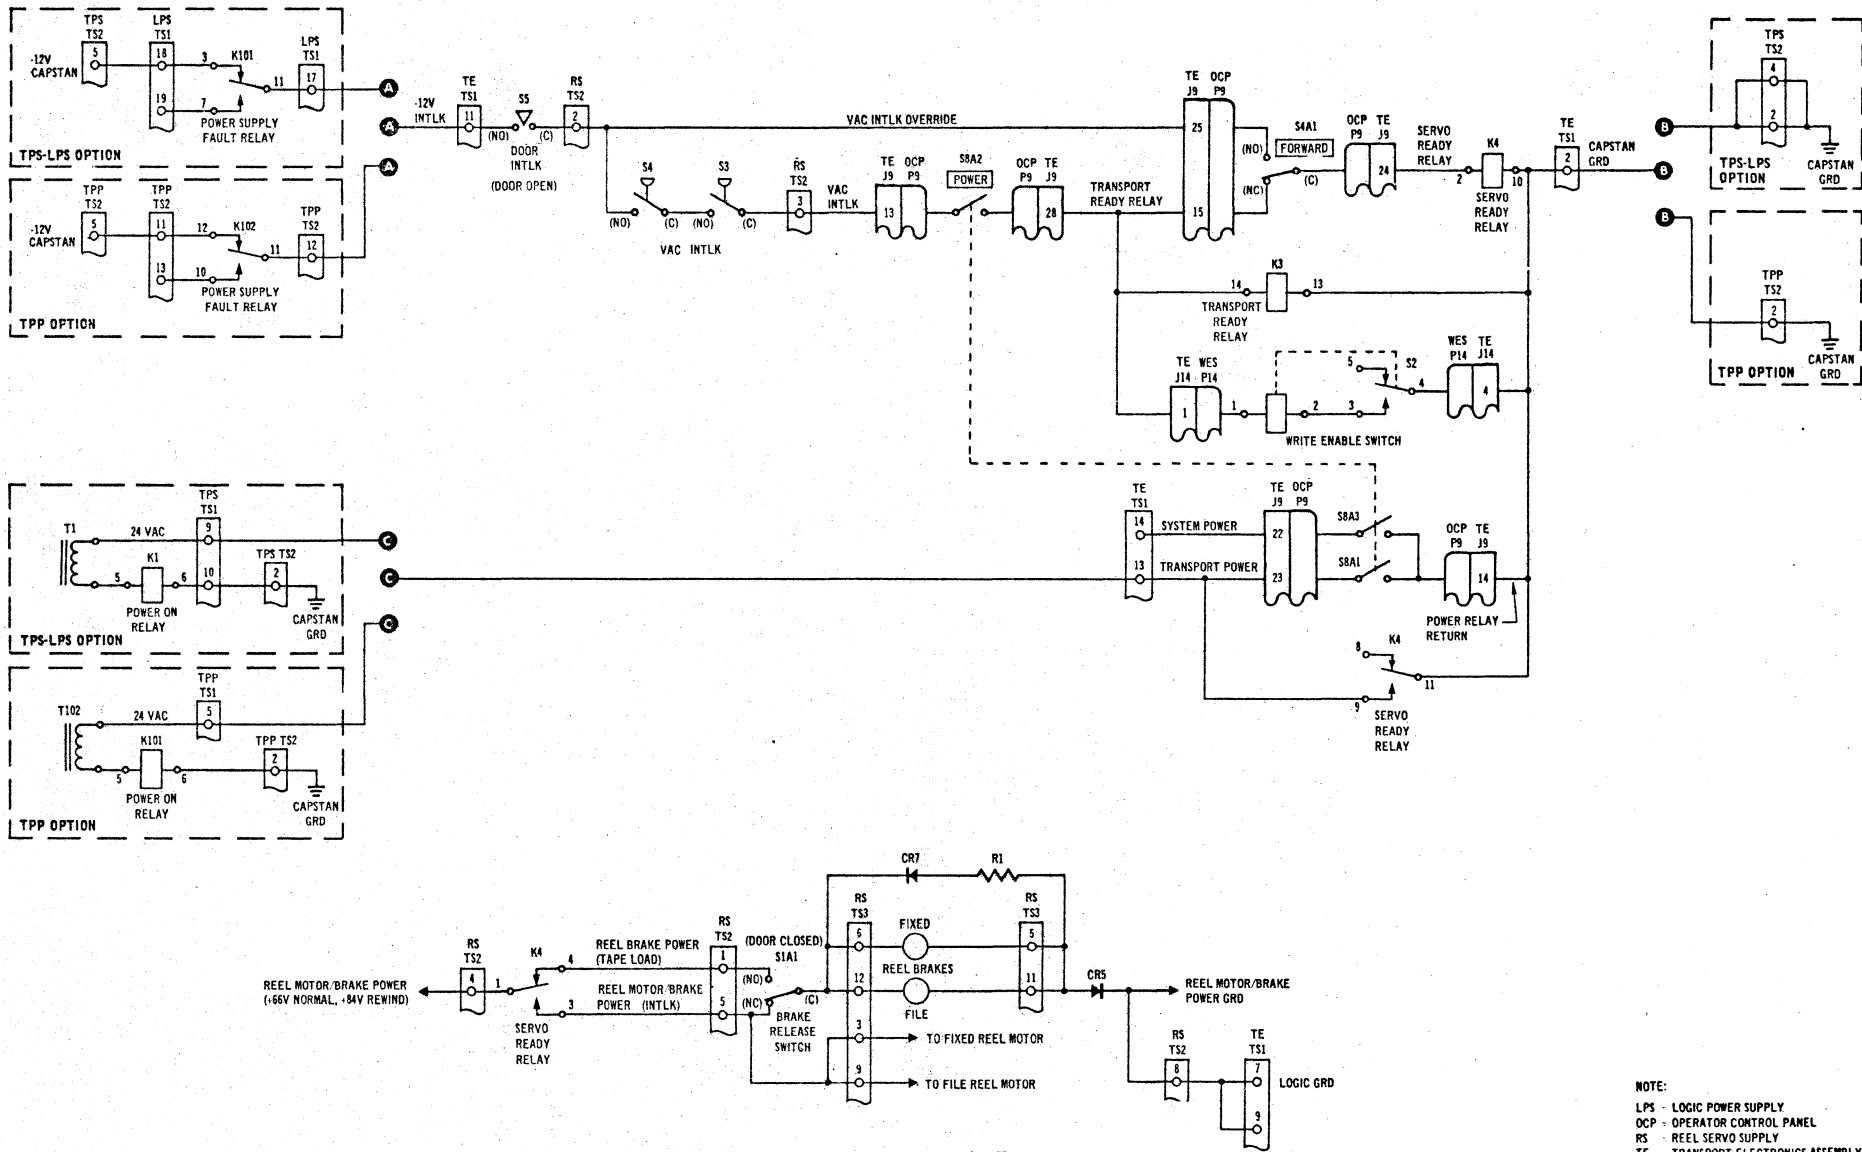 TPS
TS2
5
-12V
CAPSTAN
LPS
TS1
18
19
3
K101
7
11
LPS
TS1
17
POWER SUPPLY
FAULT RELAY
TPS-LPS OPTION
TPP
TS2
5
-12V
CAPSTAN
TPP
TS2
11
13
12
K102
10
11
TPP
TS2
12
POWER SUPPLY
FAULT RELAY
TPP OPTION
A
A
A
-12V
INTLK
TE
TS1
11
(NO)
S5
(C)
DOOR
INTLK
(DOOR OPEN)
RS
TS2
2
VAC INTLK OVERRIDE
S4
(NO)
(C)
S3
(NO)
(C)
VAC INTLK
RS
TS2
3
VAC
INTLK
TE OCP
J9 P9
13
S8A2
POWER
OCP TE
P9 J9
28
TRANSPORT
READY RELAY
TE OCP
J9 P9
25
15
(NO)
S4A1
FORWARD
(NC)
(C)
OCP TE
P9 J9
24
SERVO
READY
RELAY
2
K4
10
SERVO
READY
RELAY
TE
TS1
2
CAPSTAN
GRD
B
B
B
TPS
TS2
4
2
CAPSTAN
GRD
TPS-LPS
OPTION
TPP
TS2
2
CAPSTAN
GRD
TPP OPTION
14
K3
13
TRANSPORT
READY
RELAY
TE WES
J14 P14
1
1
2
3
5
S2
4
WES TE
P14 J14
4
WRITE ENABLE SWITCH
TPS
TS1
T1
24 VAC
9
K1
5
6
10
TPS TS2
2
POWER ON
RELAY
CAPSTAN
GRD
TPS-LPS OPTION
C
C
C
TPP
TS1
T102
24 VAC
5
K101
5
6
TPP TS2
2
POWER ON
RELAY
CAPSTAN
GRD
TPP OPTION
TE
TS1
14
SYSTEM POWER
13
TRANSPORT POWER
TE OCP
J9 P9
22
23
S8A3
S8A1
OCP TE
P9 J9
14
POWER RELAY
RETURN
K4
8
9
11
SERVO
READY
RELAY
CR7
R1
REEL MOTOR/BRAKE POWER
(+66V NORMAL, +84V REWIND)
RS
TS2
4
1
K4
4
3
SERVO
READY
RELAY
REEL BRAKE POWER
(TAPE LOAD)
REEL MOTOR/BRAKE
POWER (INTLK)
RS
TS2
1
5
(DOOR CLOSED)
S1A1
(NO)
(NC)
(C)
BRAKE
RELEASE
SWITCH
RS
TS3
6
12
3
9
FIXED
REEL BRAKES
FILE
RS
TS3
5
11
TO FIXED REEL MOTOR
TO FILE REEL MOTOR
CR5
REEL MOTOR/BRAKE
POWER GRD
RS
TS2
8
TE
TS1
7
9
LOGIC GRD
NOTE:
LPS - LOGIC POWER SUPPLY
OCP - OPERATOR CONTROL PANEL
RS - REEL SERVO SUPPLY
TE - TRANSPORT ELECTRONICS ASSEMBLY